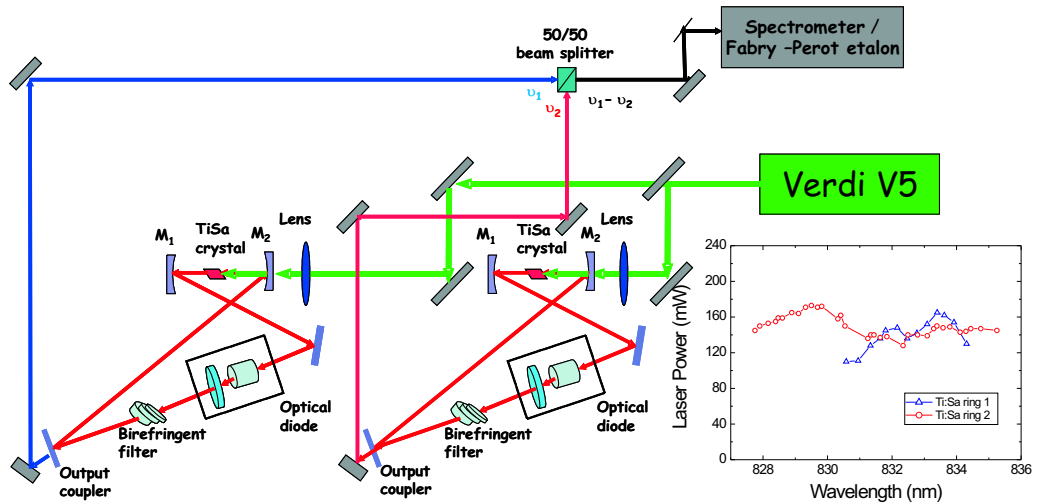 50/50
beam splitter
Spectrometer /
Fabry –Perot etalon
υ1
υ2
υ1– υ2
Verdi V5
M1
TiSa
crystal
M2
Lens
Optical
diode
Birefringent
filter
Output
coupler
M1
TiSa
crystal
M2
Lens
Optical
diode
Birefringent
filter
Output
coupler
240
200
160
120
80
40
0
Laser Power (mW)
Ti:Sa ring 1
Ti:Sa ring 2
828 830 832 834 836
Wavelength (nm)